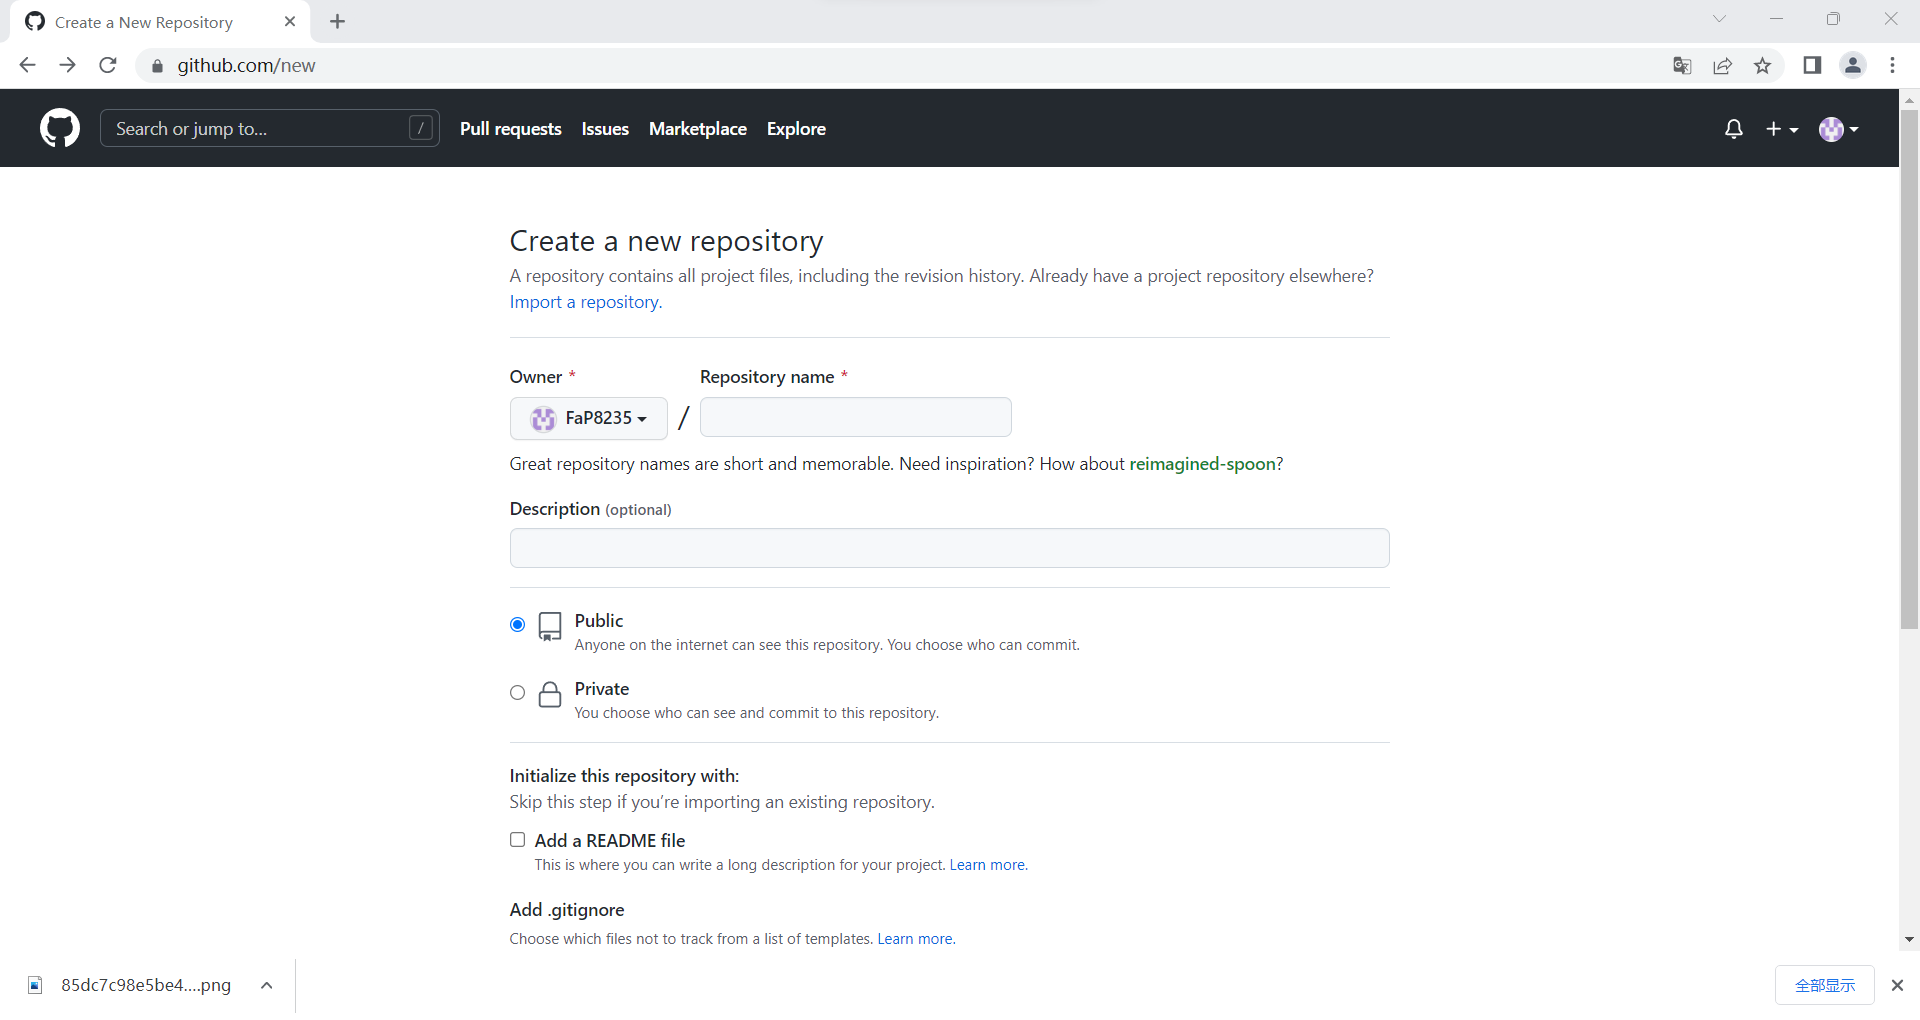 Create a New Repository
github.com/new
Search or jump to... /
Pull requests Issues Marketplace Explore
Create a new repository
A repository contains all project files, including the revision history. Already have a project repository elsewhere?
Import a repository.
Owner * Repository name *
FaP8235 /
Great repository names are short and memorable. Need inspiration? How about reimagined-spoon?
Description (optional)
Public
Anyone on the internet can see this repository. You choose who can commit.
Private
You choose who can see and commit to this repository.
Initialize this repository with:
Skip this step if you’re importing an existing repository.
Add a README file
This is where you can write a long description for your project. Learn more.
Add .gitignore
Choose which files not to track from a list of templates. Learn more.
85dc7c98e5be4....png
全部显示